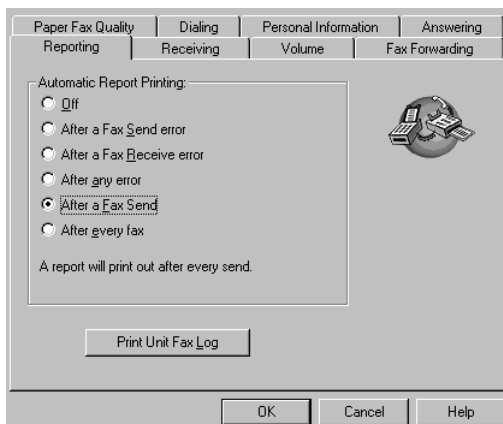 Paper Fax Quality Dialing Personal Information Answering
Reporting Receiving Volume Fax Forwarding
Automatic Report Printing:
Off
After a Fax Send error
After a Fax Receive error
After any error
After a Fax Send
After every fax
A report will print out after every send.
Print Unit Fax Log
OK Cancel Help